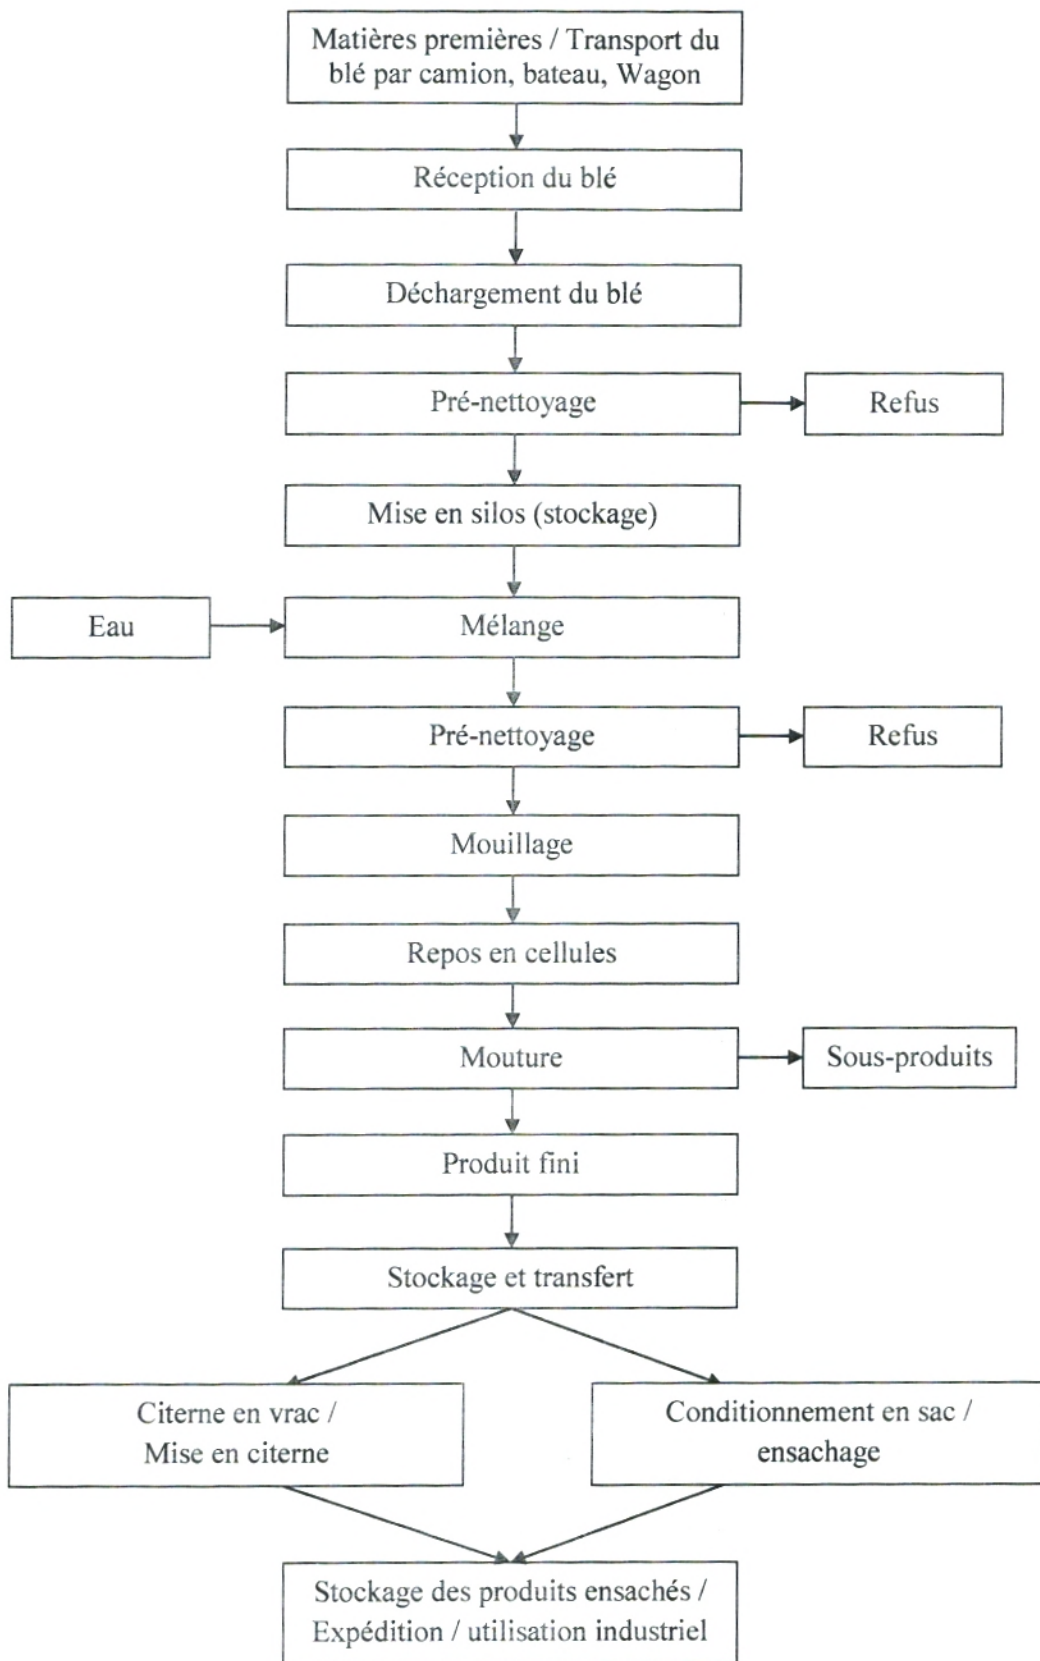 Matières premières / Transport du
blé par camion, bateau, Wagon
Réception du blé
Déchargement du blé
Pré-nettoyage
Refus
Mise en silos (stockage)
Eau
Mélange
Pré-nettoyage
Refus
Mouillage
Repos en cellules
Mouture
Sous-produits
Produit fini
Stockage et transfert
Citerne en vrac /
Mise en citerne
Conditionnement en sac /
ensachage
Stockage des produits ensachés /
Expédition / utilisation industriel